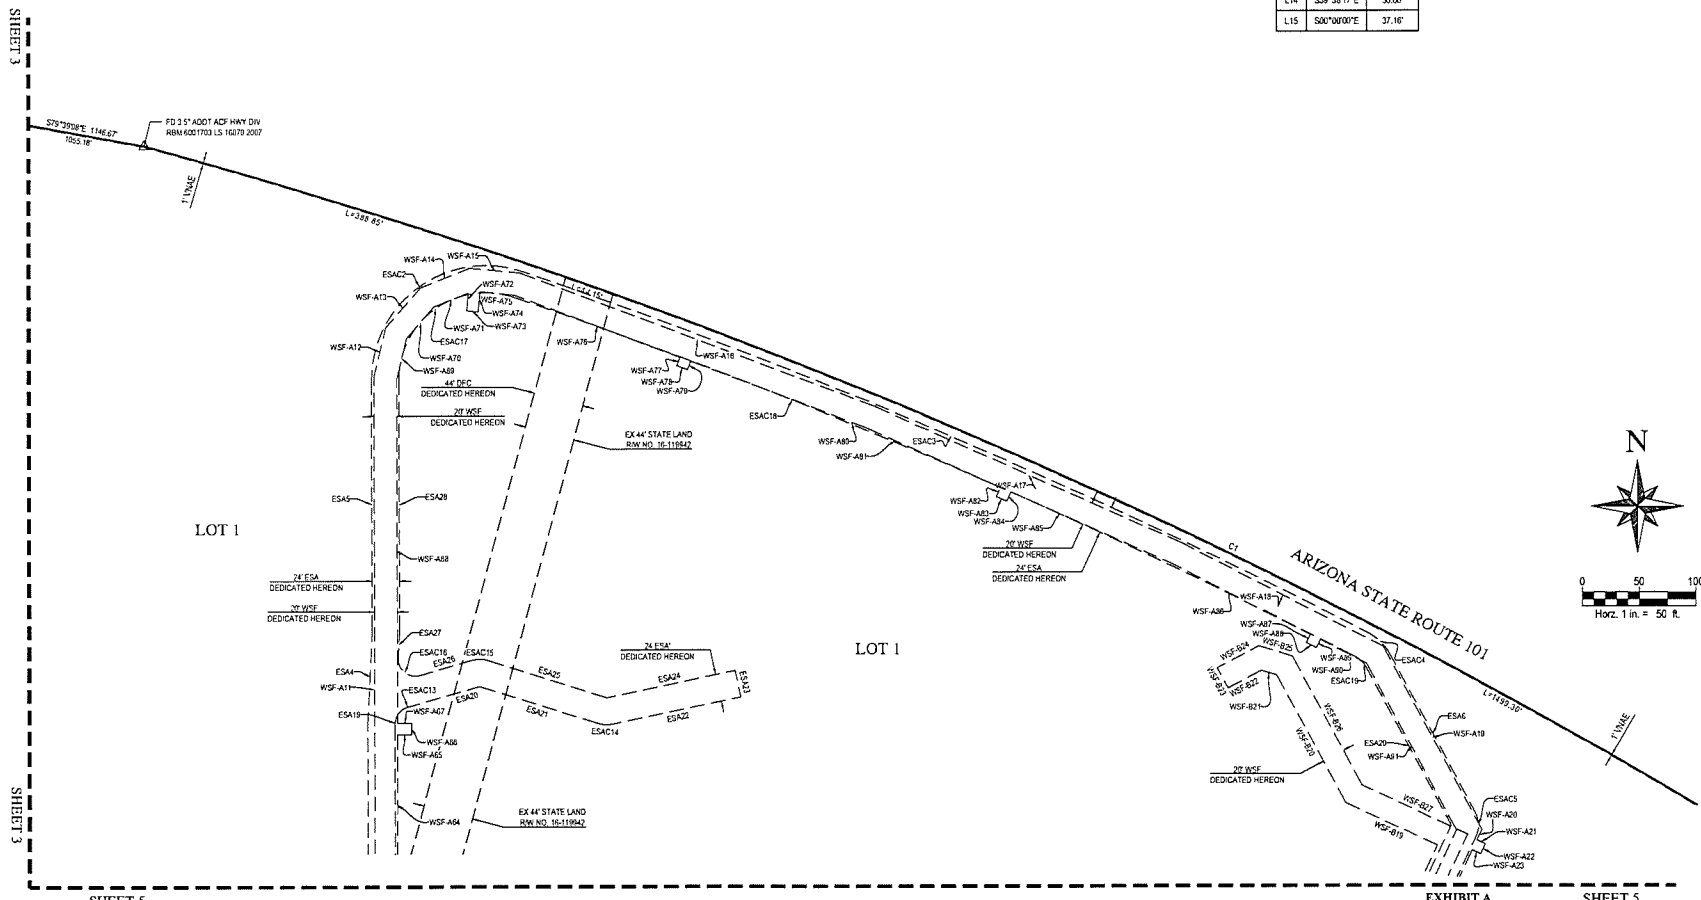 L15 S00°00'00"E 37.16'
SHEET 3
S79°39'08"E 1146.67'
1055.18'
FD 3.5" ADOT ACF HWY DIV
RBM 6001703 LS 16070 2007
1' VNAE
L=388.85'
WSF-A14
WSF-A15
ESAC2
WSF-A13
WSF-A72
WSF-A75
WSF-A74
WSF-A73
WSF-A71
ESAC17
WSF-A12
WSF-A70
WSF-A69
L=44.15'
WSF-A76
WSF-A16
WSF-A77
WSF-A78
WSF-A79
44' DEC
DEDICATED HEREON
20' WSF
DEDICATED HEREON
ESAC18
EX 44' STATE LAND
R/W NO. 16-119942
WSF-A80
WSF-A81
ESAC3
N
ESA5
ESA28
LOT 1
WSF-A17
WSF-A82
WSF-A83
WSF-A84
WSF-A85
20' WSF
DEDICATED HEREON
24' ESA
DEDICATED HEREON
WSF-A68
24' ESA
DEDICATED HEREON
20' WSF
DEDICATED HEREON
C1
ARIZONA STATE ROUTE 101
0 50 100
Horz. 1 in. = 50 ft.
WSF-A86
WSF-A18
WSF-A87
WSF-A88
WSF-A89
WSF-A90
ESAC19
ESAC4
ESA27
ESAC16
ESA26
ESAC15
ESA25
24' ESA
DEDICATED HEREON
ESA24
ESA23
LOT 1
WSF-B24
WSF-B25
WSF-B23
WSF-B22
WSF-B21
L=1499.30'
ESA4
WSF-A11
ESAC13
ESA20
WSF-A67
ESA19
ESA21
ESA22
ESAC14
WSF-A66
WSF-A65
WSF-B26
WSF-B20
ESA6
WSF-A19
ESA29
WSF-A91
1' VNAE
20' WSF
DEDICATED HEREON
SHEET 3
WSF-A64
EX 44' STATE LAND
R/W NO. 16-119942
WSF-B27
WSF-B19
ESAC5
WSF-A20
WSF-A21
WSF-A22
WSF-A23
SHEET 5
EXHIBIT A
SHEET 5